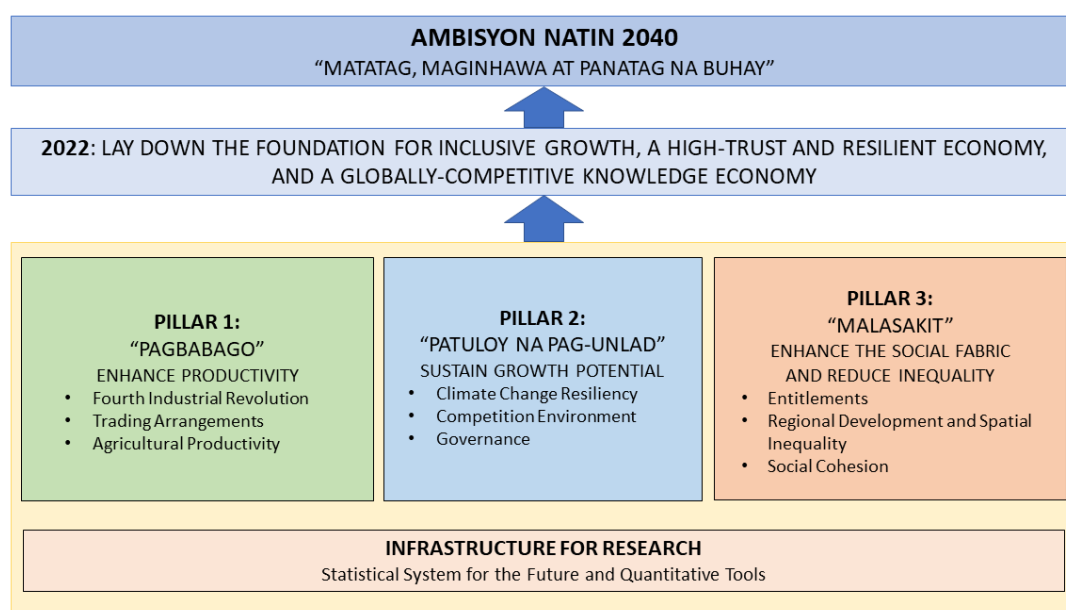 AMBISYON NATIN 2040
“MATATAG, MAGINHAWA AT PANATAG NA BUHAY”
2022: LAY DOWN THE FOUNDATION FOR INCLUSIVE GROWTH, A HIGH-TRUST AND RESILIENT ECONOMY,
AND A GLOBALLY-COMPETITIVE KNOWLEDGE ECONOMY
PILLAR 1:
“PAGBABAGO”
ENHANCE PRODUCTIVITY
• Fourth Industrial Revolution
• Trading Arrangements
• Agricultural Productivity
PILLAR 2:
“PATULOY NA PAG-UNLAD”
SUSTAIN GROWTH POTENTIAL
• Climate Change Resiliency
• Competition Environment
• Governance
PILLAR 3:
“MALASAKIT”
ENHANCE THE SOCIAL FABRIC
AND REDUCE INEQUALITY
• Entitlements
• Regional Development and Spatial
Inequality
• Social Cohesion
INFRASTRUCTURE FOR RESEARCH
Statistical System for the Future and Quantitative Tools